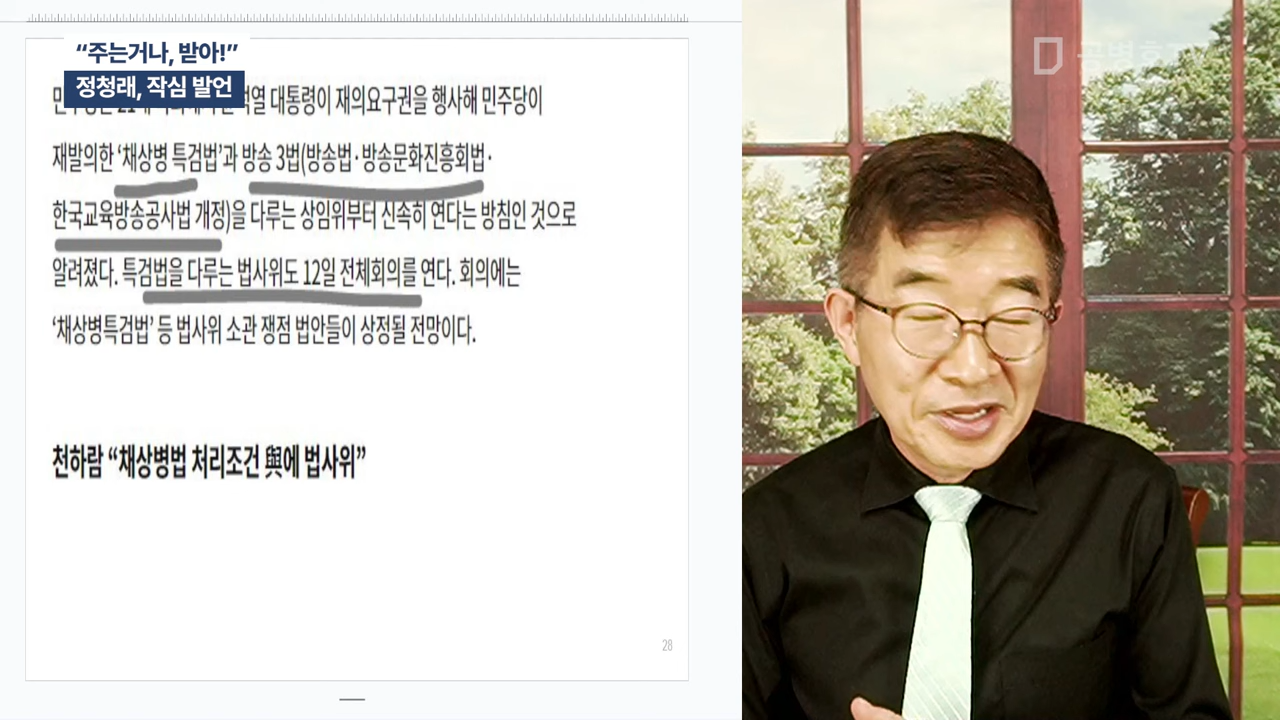 “주는거나, 받아!”
정청래, 작심 발언
대통령이 재의요구권을 행사해 민주당이
재발의한 ‘채상병 특검법’과 방송 3법(방송법·방송문화진흥회법·
한국교육방송공사법 개정)을 다루는 상임위부터 신속히 연다는 방침인 것으로
알려졌다. 특검법을 다루는 법사위도 12일 전체회의를 연다. 회의에는
‘채상병특검법’ 등 법사위 소관 쟁점 법안들이 상정될 전망이다.
천하람 “채상병법 처리조건 與에 법사위”
28
공병호TV